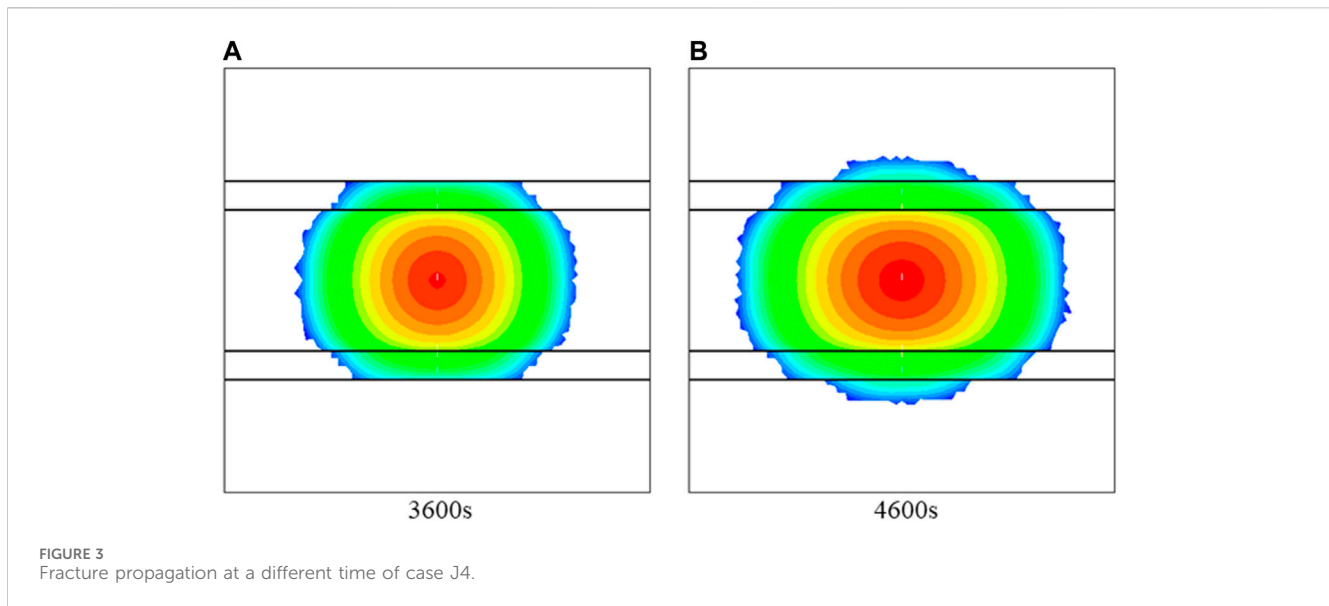 A
B
3600s
4600s
FIGURE 3
Fracture propagation at a different time of case J4.